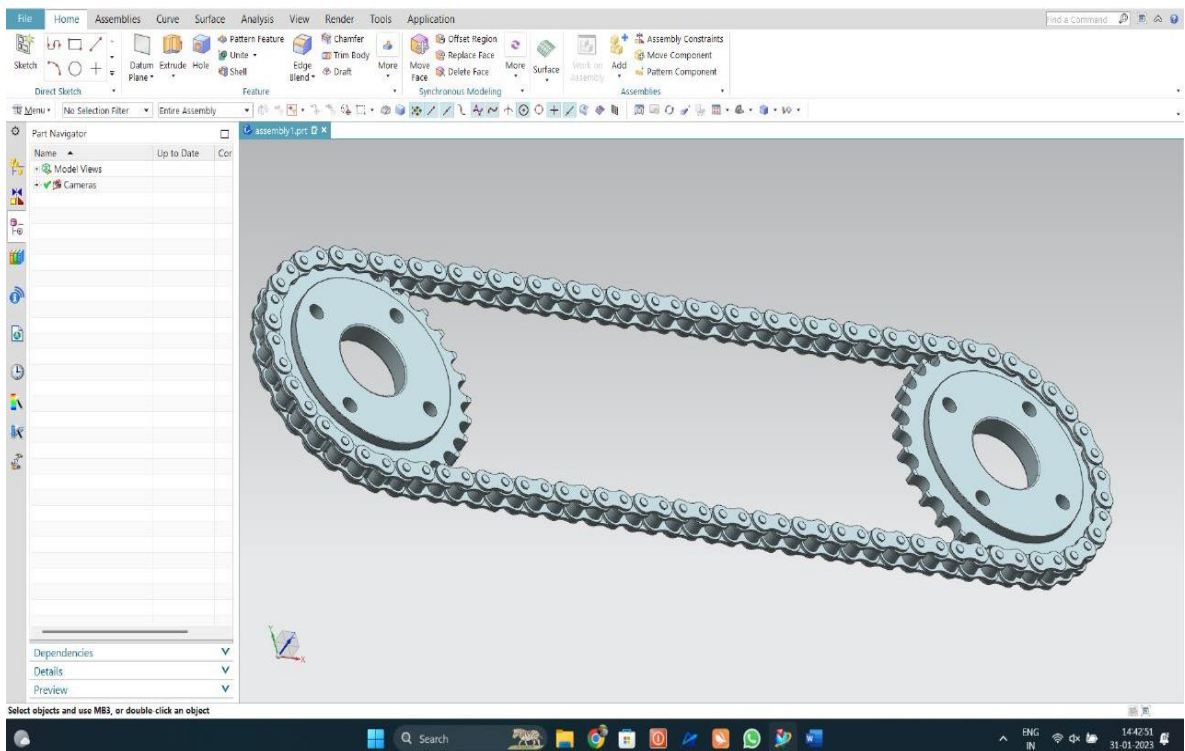 File Home Assemblies Curve Surface Analysis View Render Tools Application Find a Command
Pattern Feature Chamfer Offset Region Assembly Constraints
Unite Trim Body Replace Face Move Component
Sketch Datum Plane Extrude Hole Shell Edge Blend Draft More Move Face Delete Face More Surface Work on Assembly Add Pattern Component
Direct Sketch Feature Synchronous Modeling Assemblies
Menu No Selection Filter Entire Assembly
Part Navigator assembly1.prt
Name Up to Date Cor
Model Views
Cameras
Y
X
Dependencies
Details
Preview
Select objects and use MB3, or double-click an object
Search ENG IN 14:42:51 31-01-2023